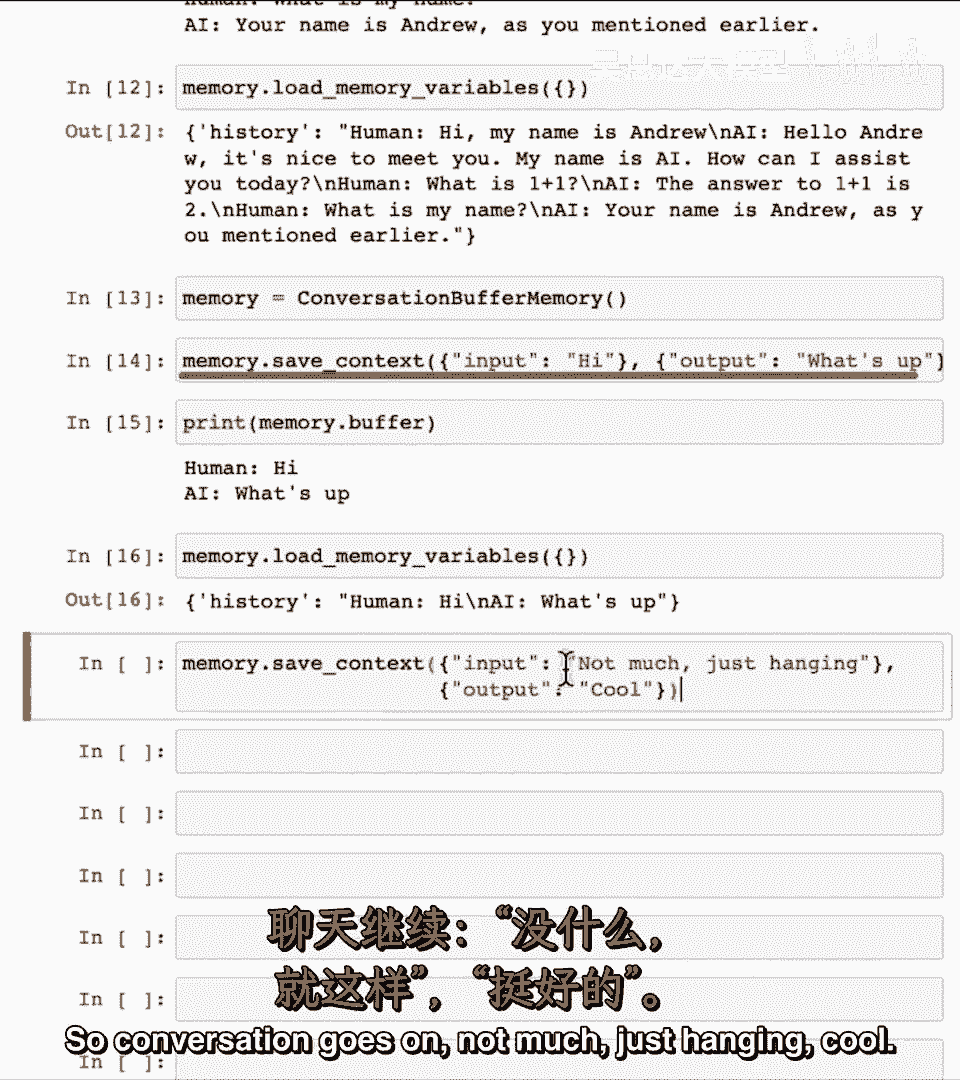 AI: Your name is Andrew, as you mentioned earlier.
In [12]: memory.load_memory_variables({})
Out[12]: {'history': "Human: Hi, my name is Andrew\nAI: Hello Andre
w, it's nice to meet you. My name is AI. How can I assist
you today?\nHuman: What is 1+1?\nAI: The answer to 1+1 is
2.\nHuman: What is my name?\nAI: Your name is Andrew, as y
ou mentioned earlier."}
In [13]: memory = ConversationBufferMemory()
In [14]: memory.save_context({"input": "Hi"}, {"output": "What's up"}
In [15]: print(memory.buffer)
Human: Hi
AI: What's up
In [16]: memory.load_memory_variables({})
Out[16]: {'history': "Human: Hi\nAI: What's up"}
In [ ]: memory.save_context({"input": "Not much, just hanging"},
{"output": "Cool"})
In [ ]:
In [ ]:
In [ ]:
In [ ]:
In [ ]:
聊天继续：“没什么，
就这样”，“挺好的”。
So conversation goes on, not much, just hanging, cool.
In [ ]: